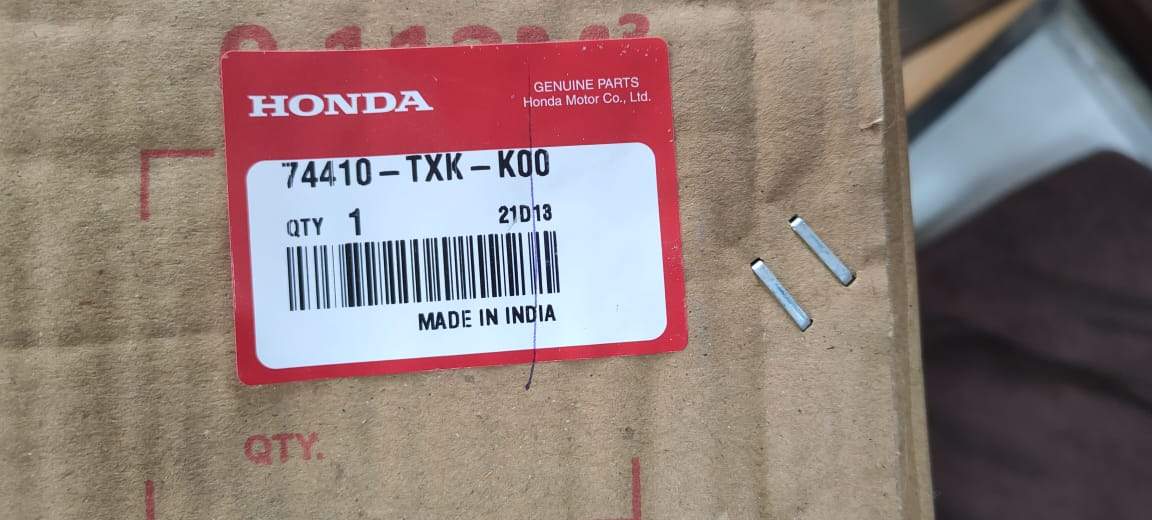 HONDA
GENUINE PARTS
Honda Motor Co., Ltd.
74410-TXK-K00
QTY 1 21D13
MADE IN INDIA
QTY.